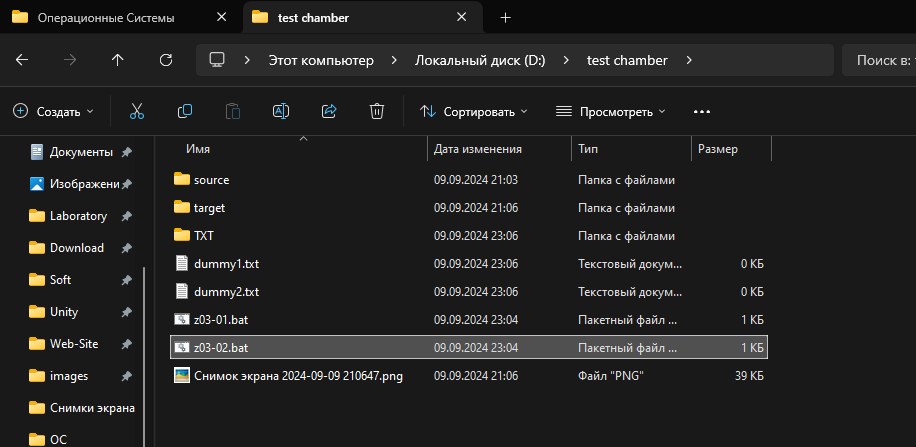 Операционные Системы
test chamber
Этот компьютер > Локальный диск (D:) > test chamber >
Поиск в:
Создать
Сортировать
Просмотреть
Имя Дата изменения Тип Размер
Документы
Изображени
Laboratory
Download
Soft
Unity
Web-Site
images
Снимки экрана
ОС
source 09.09.2024 21:03 Папка с файлами
target 09.09.2024 21:06 Папка с файлами
TXT 09.09.2024 23:06 Папка с файлами
dummy1.txt 09.09.2024 23:06 Текстовый докум... 0 КБ
dummy2.txt 09.09.2024 23:06 Текстовый докум... 0 КБ
z03-01.bat 09.09.2024 23:04 Пакетный файл ... 1 КБ
z03-02.bat 09.09.2024 23:04 Пакетный файл ... 1 КБ
Снимок экрана 2024-09-09 210647.png 09.09.2024 21:06 Файл "PNG" 39 КБ